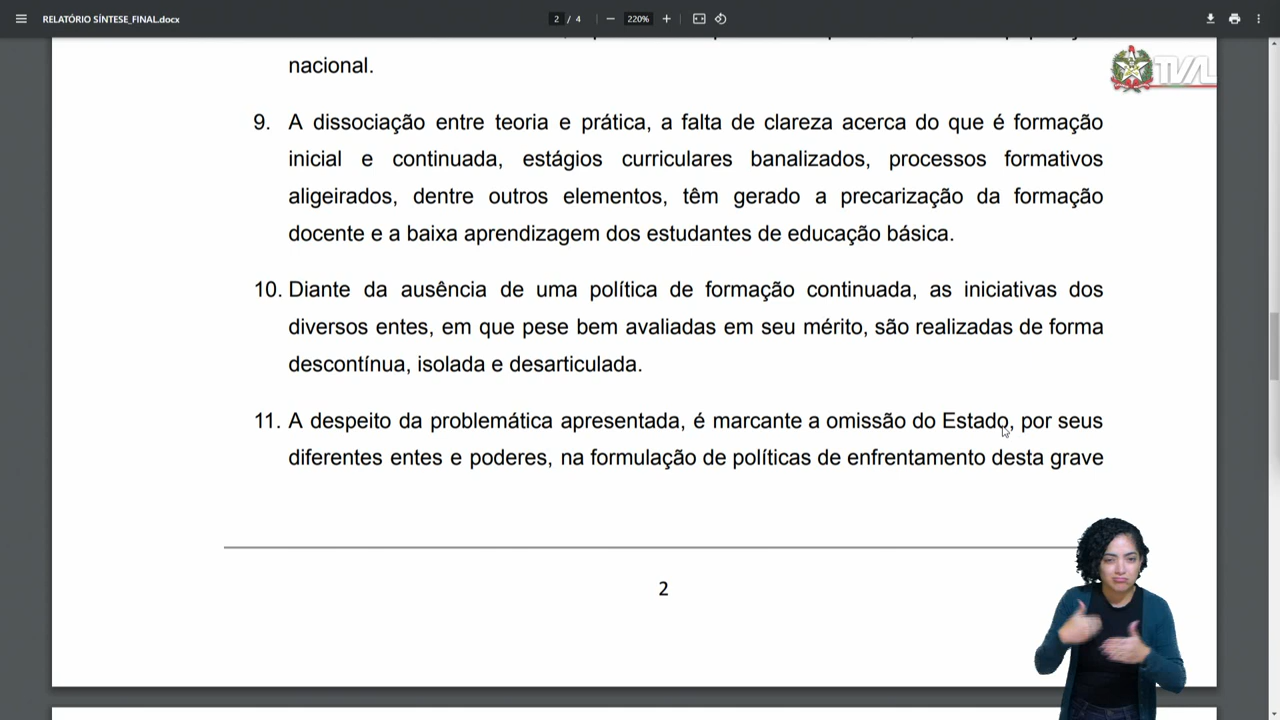 RELATÓRIO SÍNTESE_FINAL.docx
2 / 4
220%
nacional.
TVAL
9. A dissociação entre teoria e prática, a falta de clareza acerca do que é formação
inicial e continuada, estágios curriculares banalizados, processos formativos
aligeirados, dentre outros elementos, têm gerado a precarização da formação
docente e a baixa aprendizagem dos estudantes de educação básica.
10. Diante da ausência de uma política de formação continuada, as iniciativas dos
diversos entes, em que pese bem avaliadas em seu mérito, são realizadas de forma
descontínua, isolada e desarticulada.
11. A despeito da problemática apresentada, é marcante a omissão do Estado, por seus
diferentes entes e poderes, na formulação de políticas de enfrentamento desta grave
2